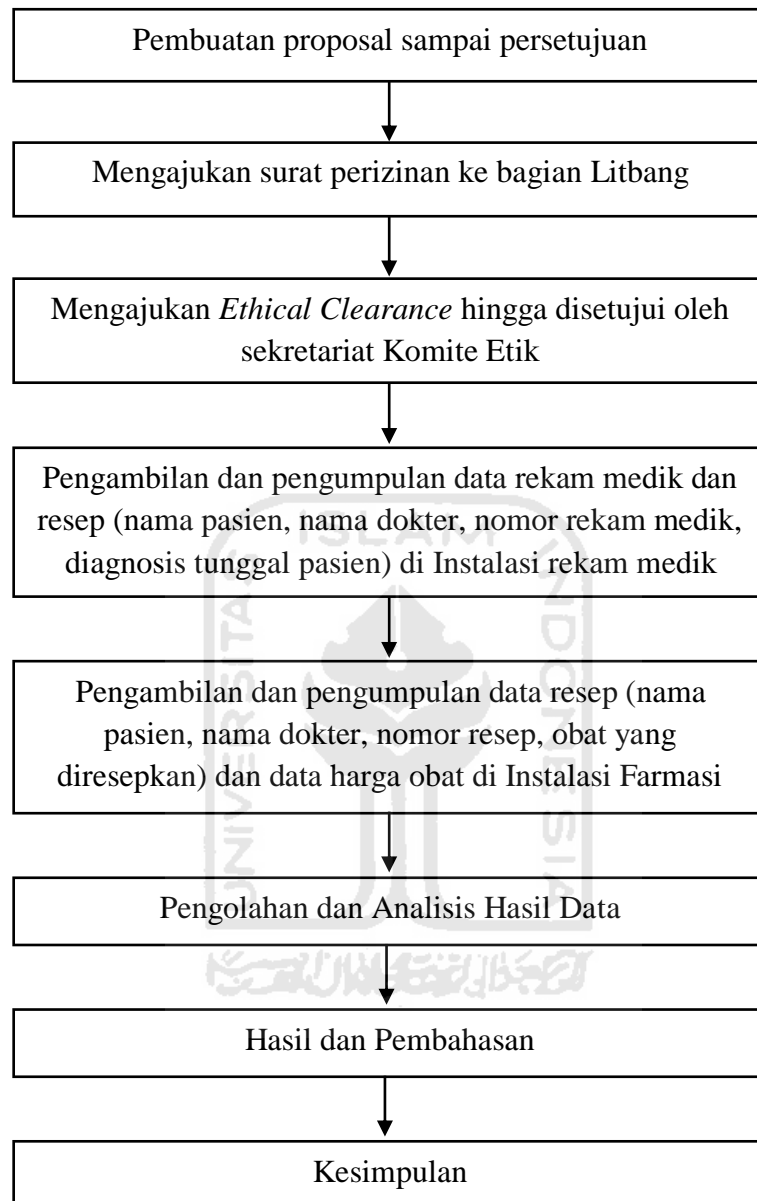 Pembuatan proposal sampai persetujuan
Mengajukan surat perizinan ke bagian Litbang
Mengajukan Ethical Clearance hingga disetujui oleh
sekretariat Komite Etik
Pengambilan dan pengumpulan data rekam medik dan
resep (nama pasien, nama dokter, nomor rekam medik,
diagnosis tunggal pasien) di Instalasi rekam medik
Pengambilan dan pengumpulan data resep (nama
pasien, nama dokter, nomor resep, obat yang
diresepkan) dan data harga obat di Instalasi Farmasi
Pengolahan dan Analisis Hasil Data
Hasil dan Pembahasan
Kesimpulan
UNIVERSITAS
ISLAM
INDONESIA